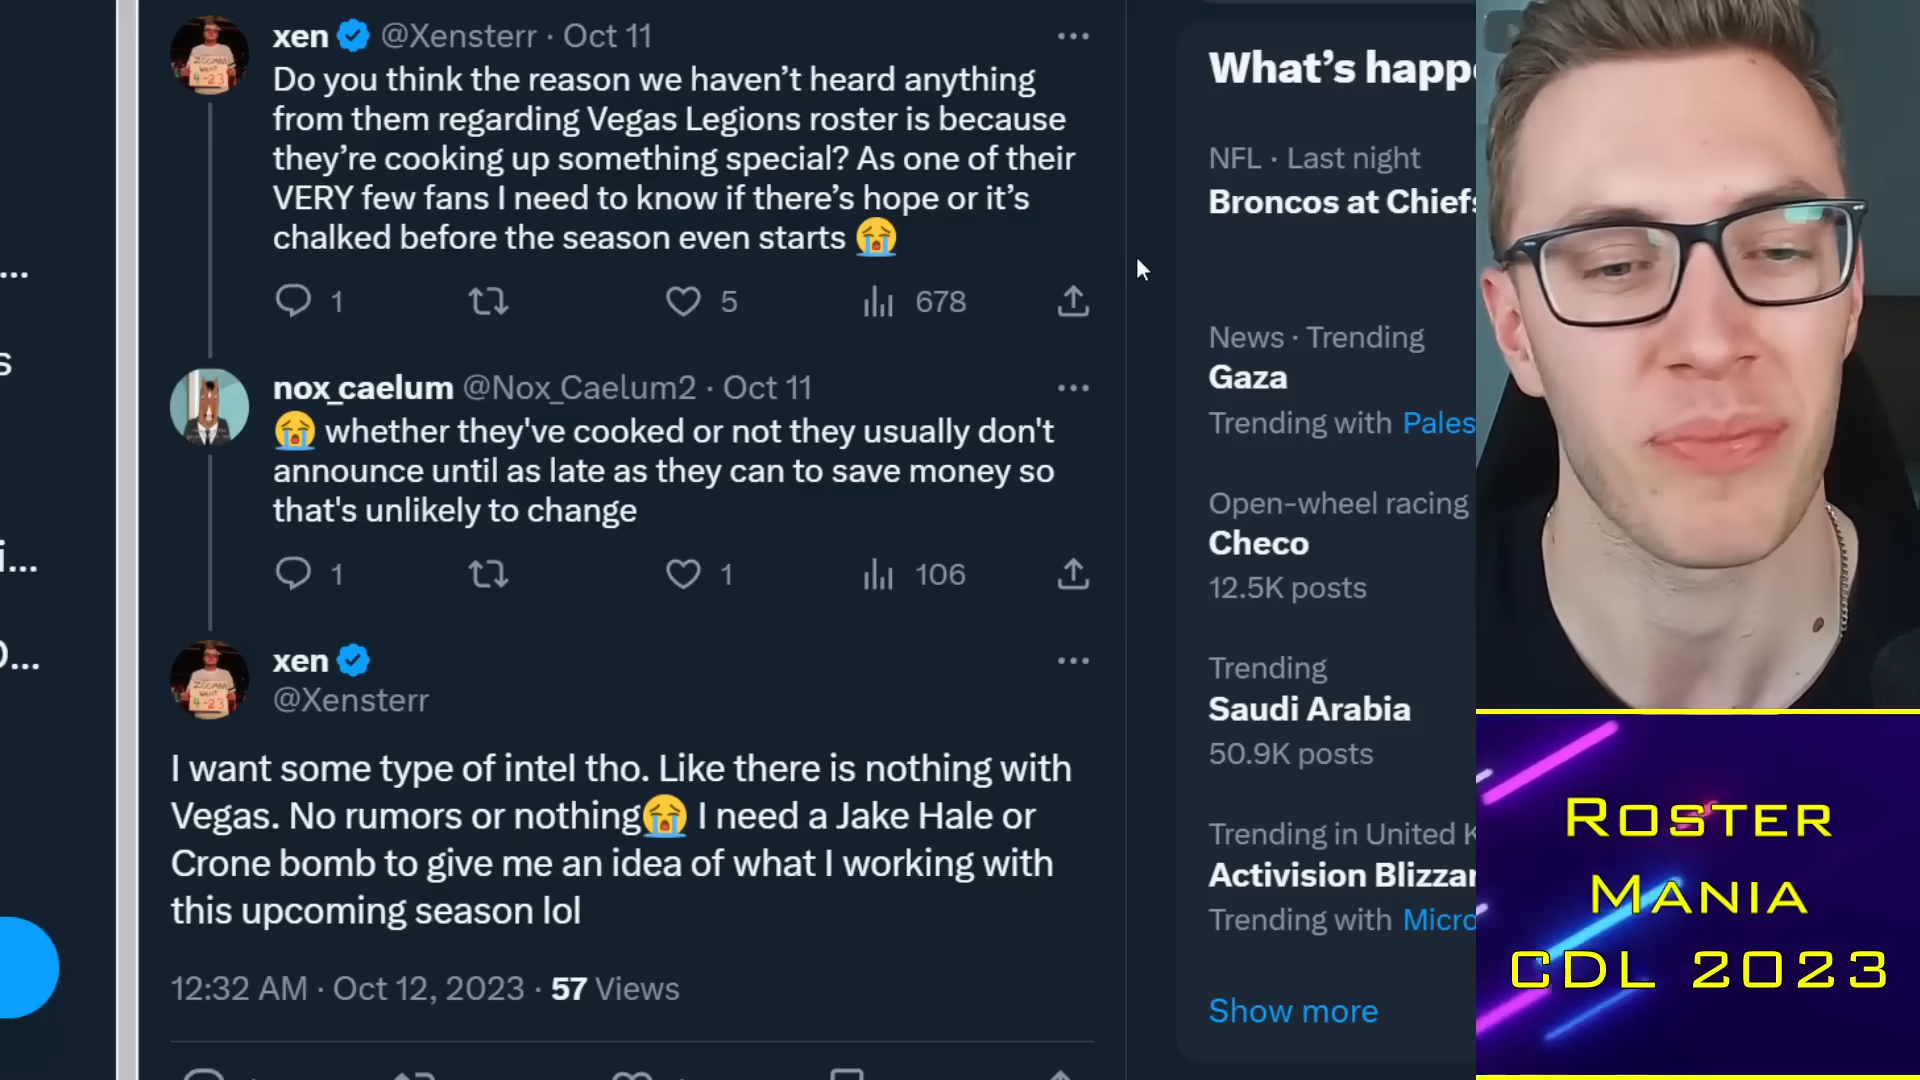 xen @Xensterr · Oct 11
Do you think the reason we haven’t heard anything
from them regarding Vegas Legions roster is because
they’re cooking up something special? As one of their
VERY few fans I need to know if there’s hope or it’s
chalked before the season even starts 😭
1 5 678
nox_caelum @Nox_Caelum2 · Oct 11
😭 whether they've cooked or not they usually don't
announce until as late as they can to save money so
that's unlikely to change
1 1 106
xen
@Xensterr
I want some type of intel tho. Like there is nothing with
Vegas. No rumors or nothing😭 I need a Jake Hale or
Crone bomb to give me an idea of what I working with
this upcoming season lol
12:32 AM · Oct 12, 2023 · 57 Views
What’s happe
NFL · Last night
Broncos at Chiefs
News · Trending
Gaza
Trending with Pales
Open-wheel racing
Checo
12.5K posts
Trending
Saudi Arabia
50.9K posts
Trending in United K
Activision Blizzar
Trending with Micro
Show more
Roster
Mania
CDL 2023